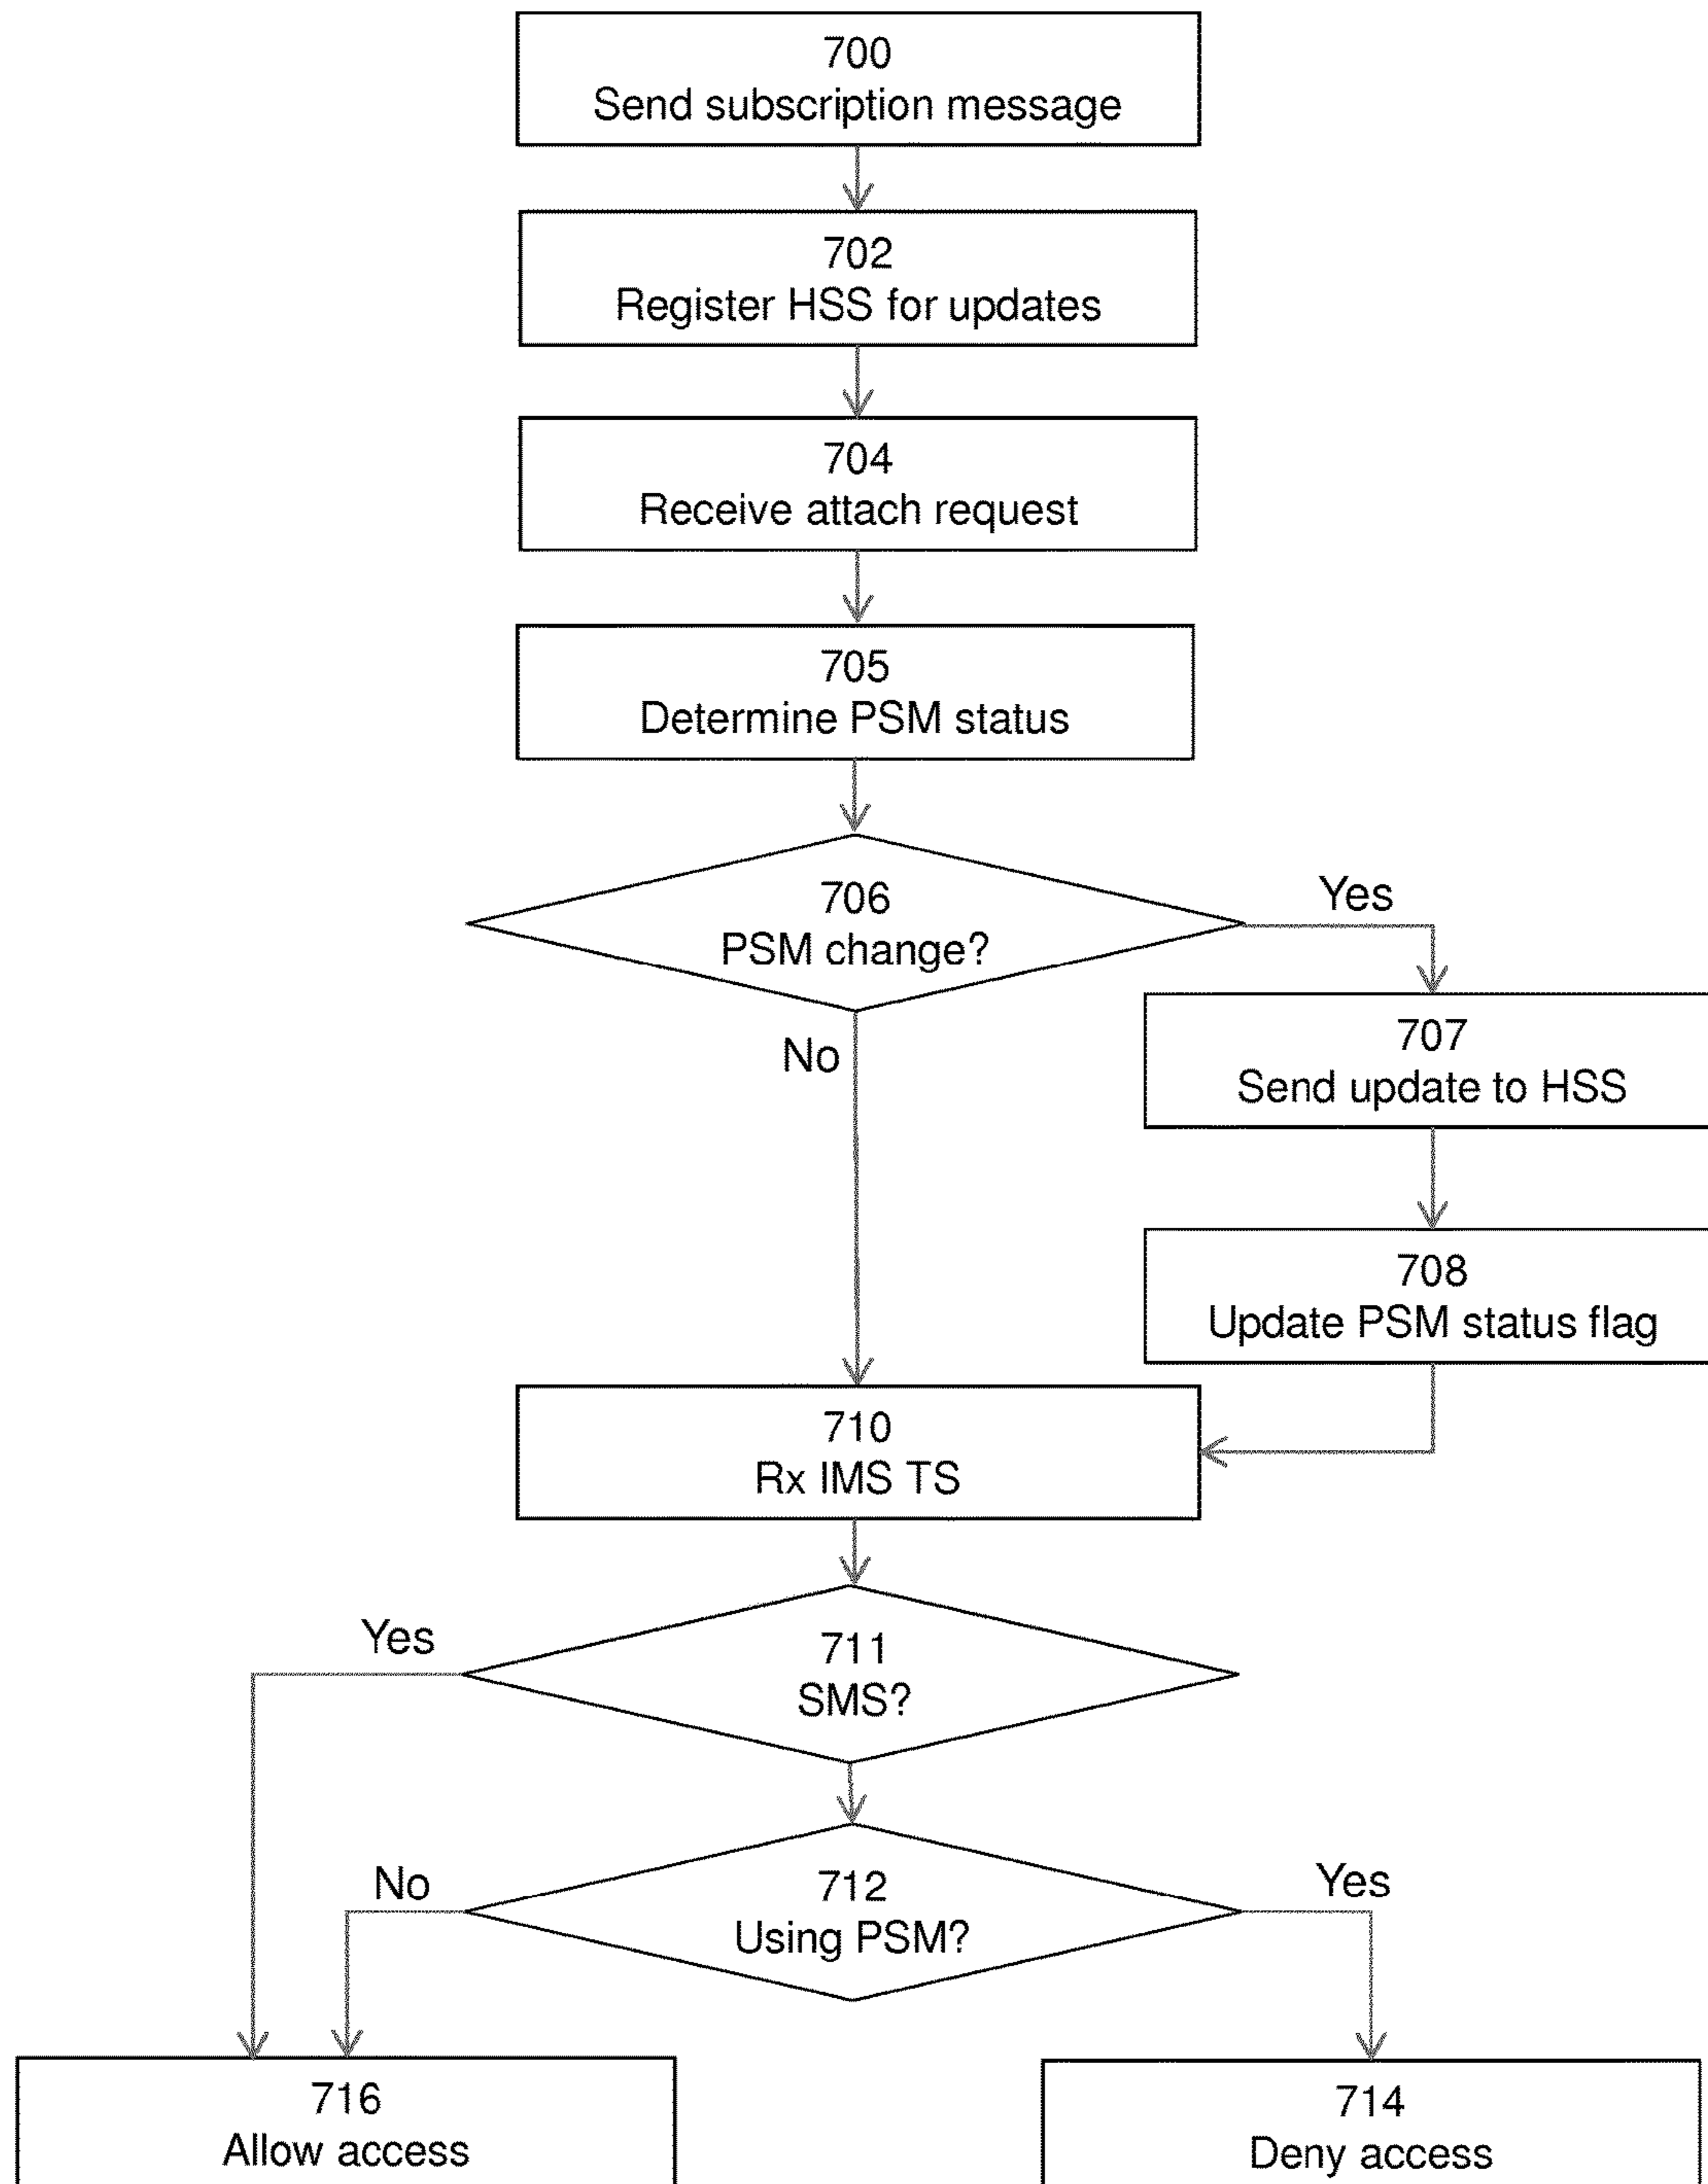 700
Send subscription message
702
Register HSS for updates
704
Receive attach request
705
Determine PSM status
706
PSM change?
Yes
No
707
Send update to HSS
708
Update PSM status flag
710
Rx IMS TS
711
SMS?
Yes
712
Using PSM?
No
Yes
716
Allow access
714
Deny access